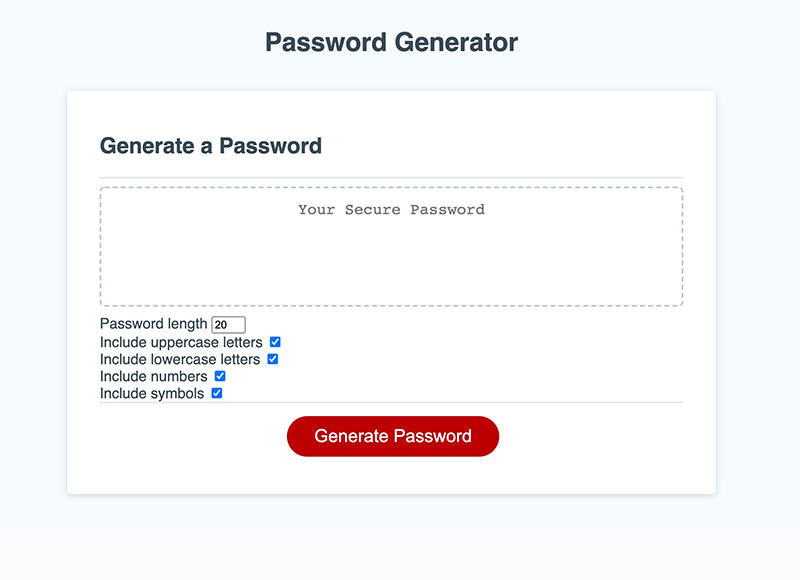 Password Generator
Generate a Password
Your Secure Password
Password length 20
Include uppercase letters
Include lowercase letters
Include numbers
Include symbols
Generate Password